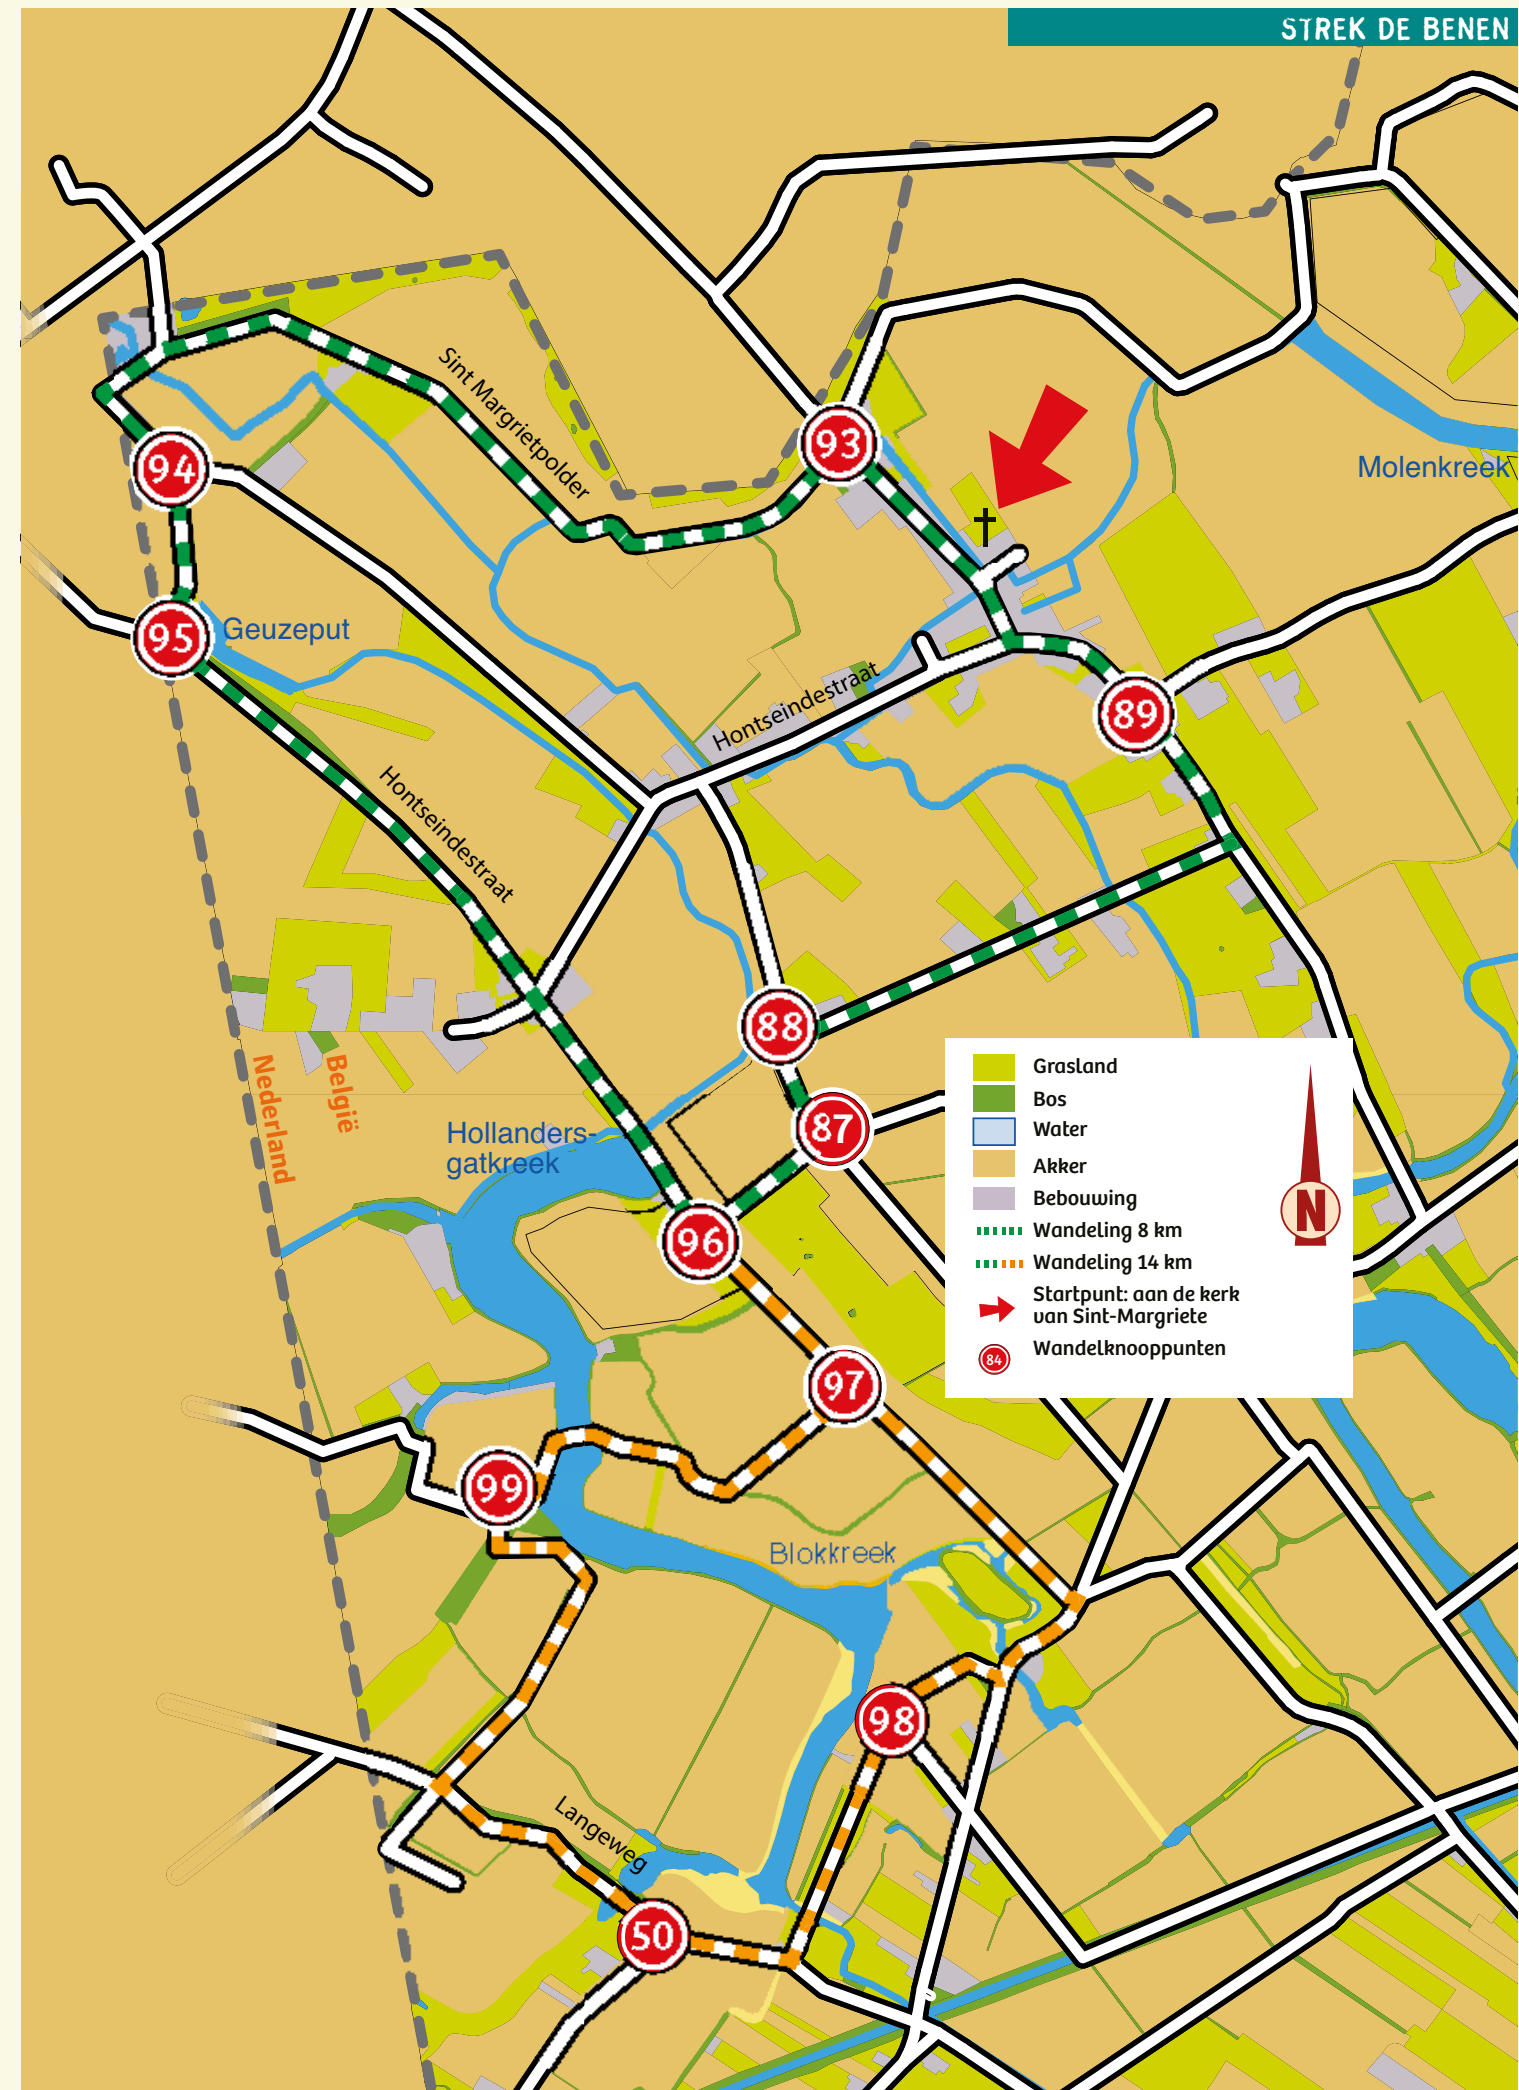 STREK DE BENEN
Sint Margrietpolder
93
Molenkreek
94
95
Geuzeput
Hontseindestraat
89
Hontseindestraat
88
Nederland
België
87
Hollanders-
gatkreek
96
Grasland
Bos
Water
Akker
Bebouwing
Wandeling 8 km
Wandeling 14 km
Startpunt: aan de kerk
van Sint-Margriete
84
Wandelknooppunten
N
97
99
Blokkreek
98
Langeweg
50